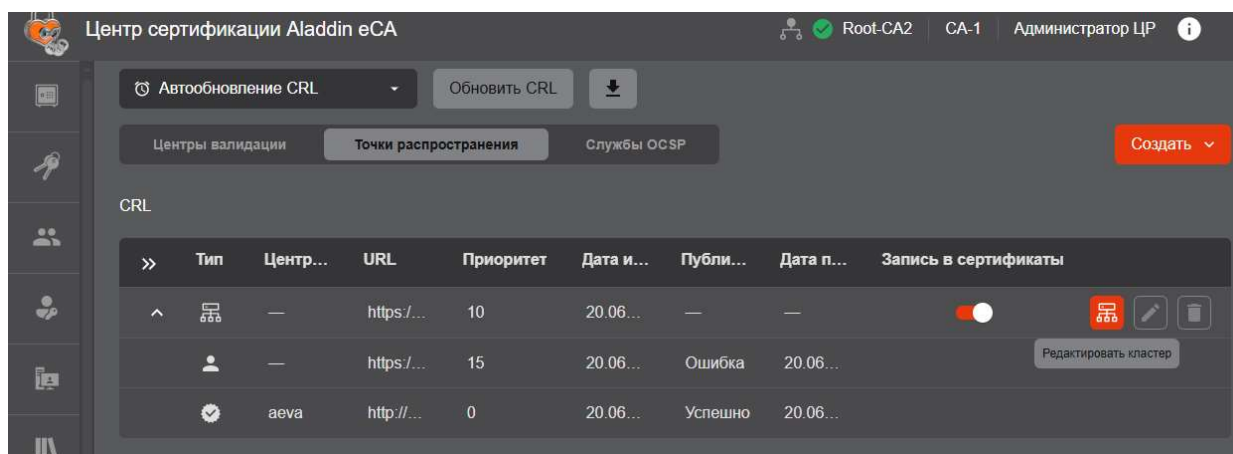 Центр сертификации Aladdin eCA Root-CA2 CA-1 Администратор ЦР i
Автообновление CRL Обновить CRL
Центры валидации Точки распространения Службы OCSP Создать
CRL
Тип Центр... URL Приоритет Дата и... Публи... Дата п... Запись в сертификаты
— https:/... 10 20.06... — —
Редактировать кластер
— https:/... 15 20.06... Ошибка 20.06...
aeva http://... 0 20.06... Успешно 20.06...